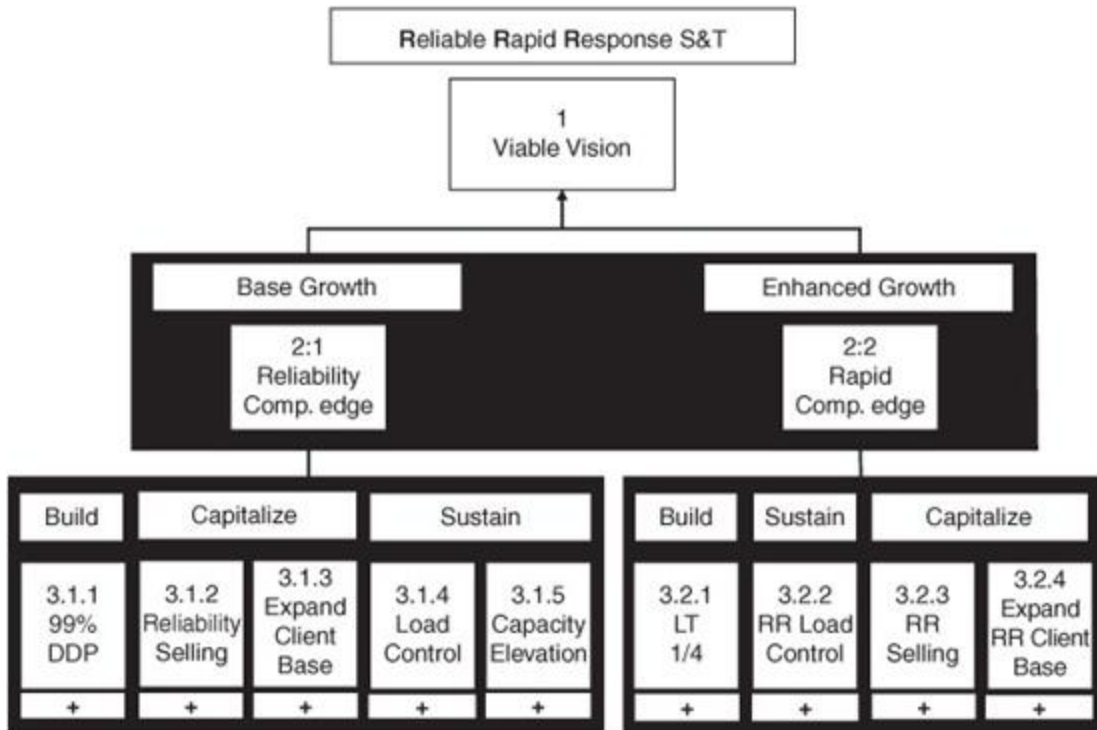 Reliable Rapid Response S&T
1
Viable Vision
Base Growth
Enhanced Growth
2:1
Reliability
Comp. edge
2:2
Rapid
Comp. edge
Build
Capitalize
Sustain
Build
Sustain
Capitalize
3.1.1
99%
DDP
3.1.2
Reliability
Selling
3.1.3
Expand
Client
Base
3.1.4
Load
Control
3.1.5
Capacity
Elevation
3.2.1
LT
1/4
3.2.2
RR Load
Control
3.2.3
RR
Selling
3.2.4
Expand
RR Client
Base
+
+
+
+
+
+
+
+
+